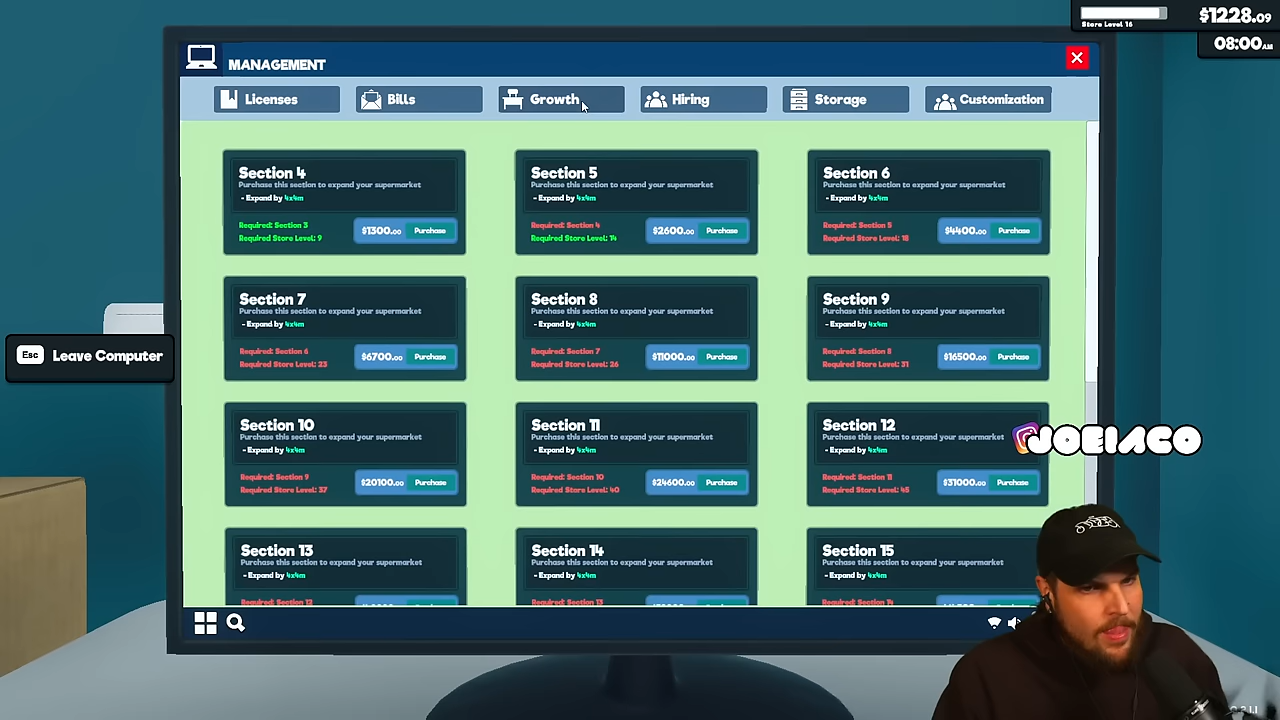 $1228.09
Store Level 16
08:00AM
MANAGEMENT
Licenses
Bills
Growth
Hiring
Storage
Customization
Section 4
Purchase this section to expand your supermarket
- Expand by 4x4m
Required: Section 3
Required Store Level: 9
$1300.00 Purchase
Section 5
Purchase this section to expand your supermarket
- Expand by 4x4m
Required: Section 4
Required Store Level: 14
$2600.00 Purchase
Section 6
Purchase this section to expand your supermarket
- Expand by 4x4m
Required: Section 5
Required Store Level: 18
$4400.00 Purchase
Section 7
Purchase this section to expand your supermarket
- Expand by 4x4m
Required: Section 6
Required Store Level: 23
$6700.00 Purchase
Section 8
Purchase this section to expand your supermarket
- Expand by 4x4m
Required: Section 7
Required Store Level: 26
$11000.00 Purchase
Section 9
Purchase this section to expand your supermarket
- Expand by 4x4m
Required: Section 8
Required Store Level: 31
$16500.00 Purchase
Esc Leave Computer
Section 10
Purchase this section to expand your supermarket
- Expand by 4x4m
Required: Section 9
Required Store Level: 37
$20100.00 Purchase
Section 11
Purchase this section to expand your supermarket
- Expand by 4x4m
Required: Section 10
Required Store Level: 40
$24600.00 Purchase
Section 12
Purchase this section to expand your supermarket
- Expand by 4x4m
Required: Section 11
Required Store Level: 45
$31000.00 Purchase
JOEIACO
Section 13
Purchase this section to expand your supermarket
- Expand by 4x4m
Required: Section 12
Section 14
Purchase this section to expand your supermarket
- Expand by 4x4m
Required: Section 13
Section 15
Purchase this section to expand your supermarket
- Expand by 4x4m
Required: Section 14